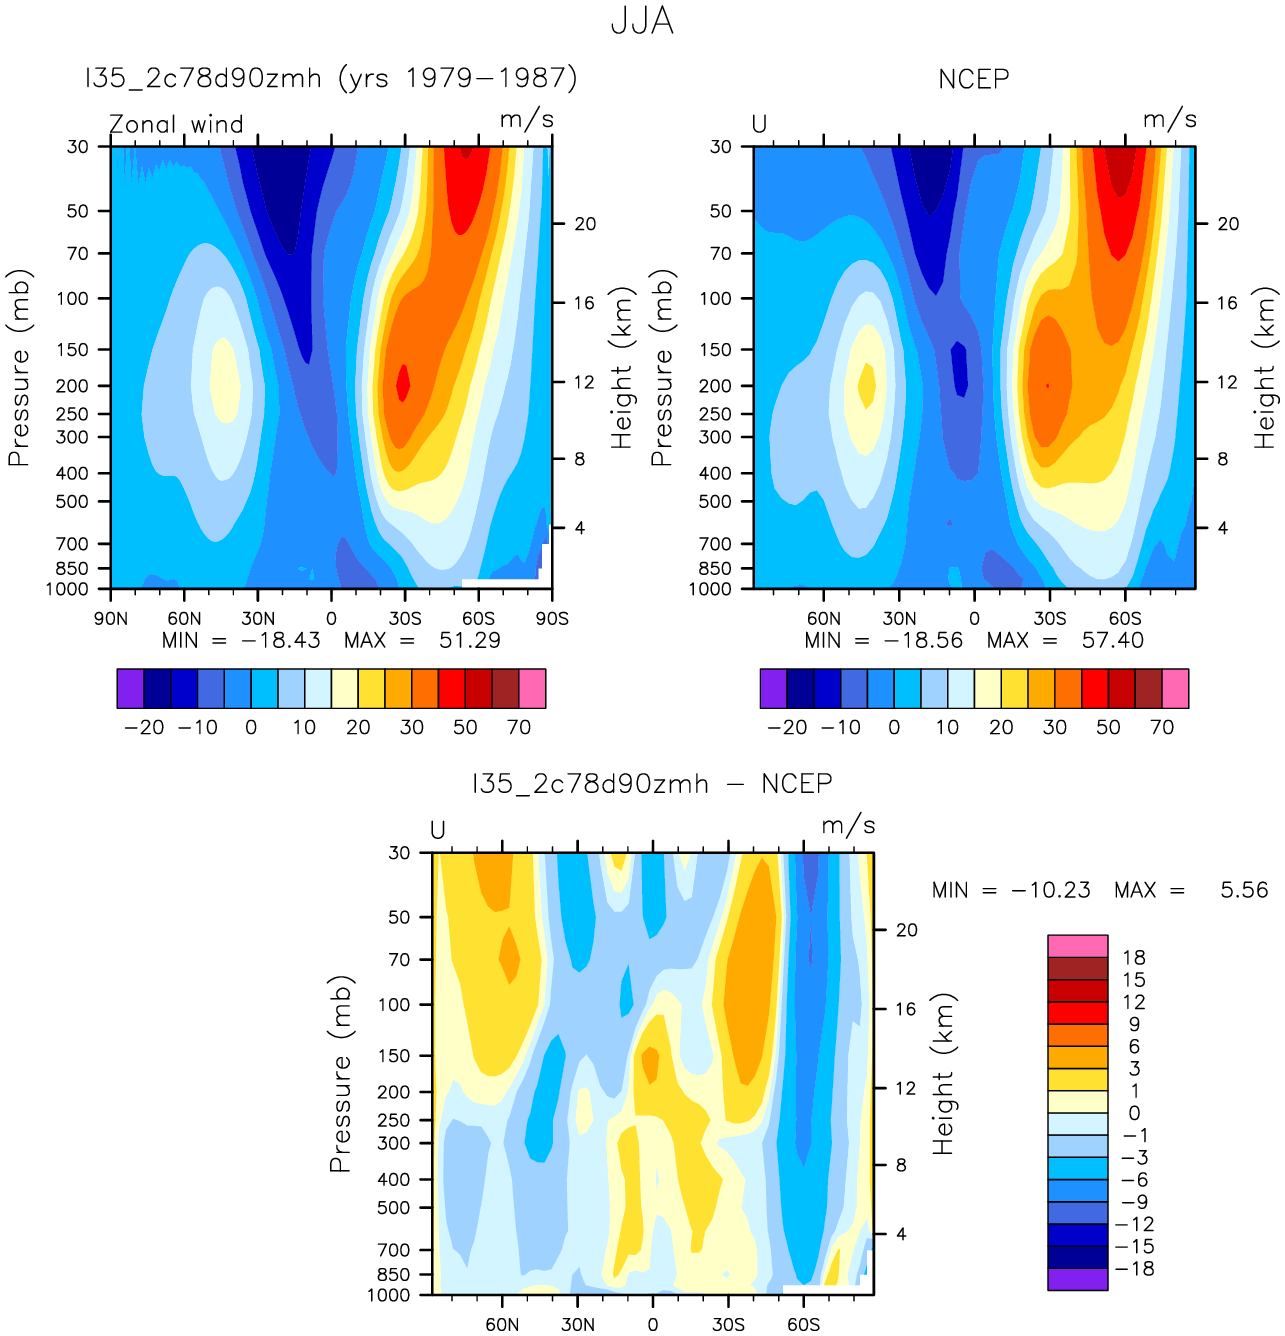 JJA
I35_2c78d90zmh (yrs 1979−1987)
NCEP
Zonal wind
m/s
U
m/s
Pressure (mb)
30
50
70
100
150
200
250
300
400
500
700
850
1000
20
16
12
8
4
Height (km)
90N 60N 30N 0 30S 60S 90S
MIN = −18.43 MAX = 51.29
−20 −10 0 10 20 30 50 70
Pressure (mb)
30
50
70
100
150
200
250
300
400
500
700
850
1000
20
16
12
8
4
Height (km)
60N 30N 0 30S 60S
MIN = −18.56 MAX = 57.40
−20 −10 0 10 20 30 50 70
I35_2c78d90zmh − NCEP
U
m/s
Pressure (mb)
30
50
70
100
150
200
250
300
400
500
700
850
1000
20
16
12
8
4
Height (km)
60N 30N 0 30S 60S
MIN = −10.23 MAX = 5.56
18
15
12
9
6
3
1
0
−1
−3
−6
−9
−12
−15
−18